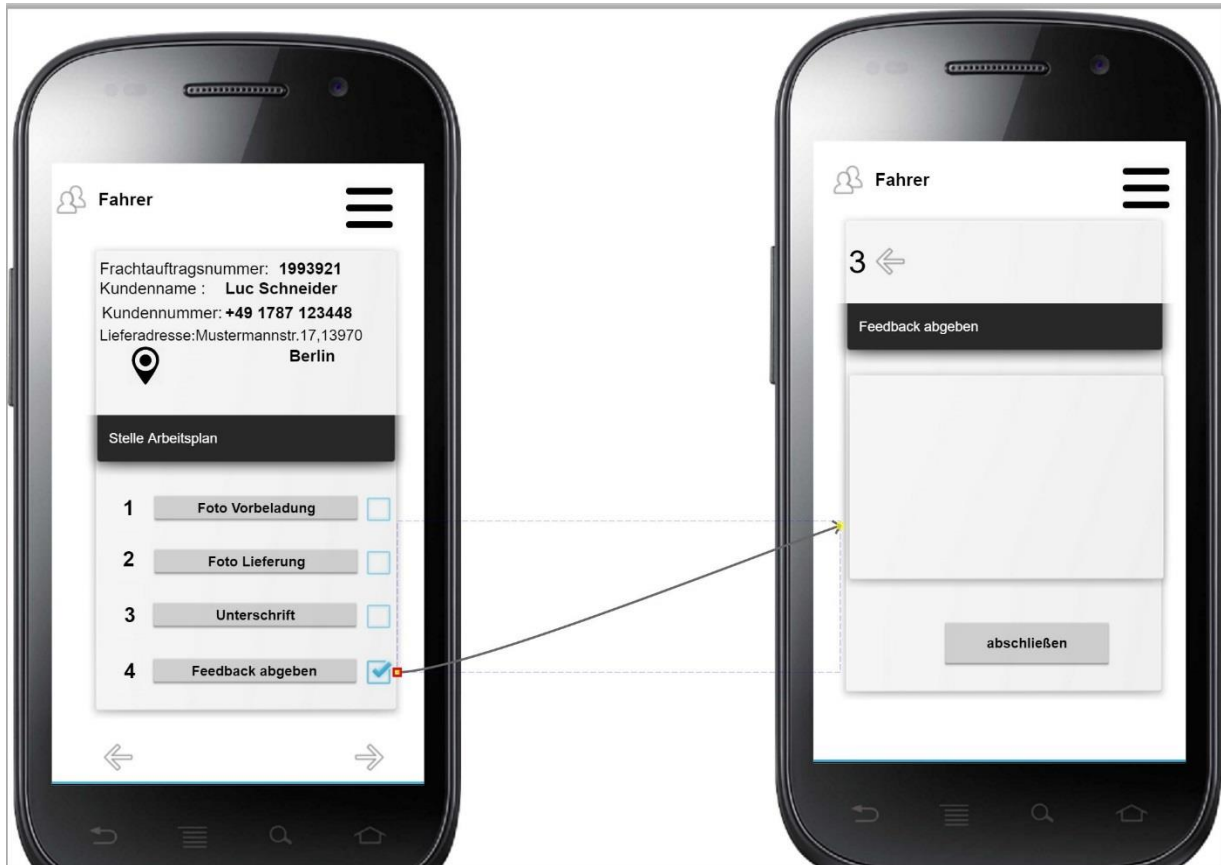 Fahrer
Frachtauftragsnummer: 1993921
Kundenname : Luc Schneider
Kundennummer: +49 1787 123448
Lieferadresse:Mustermannstr.17,13970
Berlin
Stelle Arbeitsplan
1 Foto Vorbeladung
2 Foto Lieferung
3 Unterschrift
4 Feedback abgeben
Fahrer
3
Feedback abgeben
abschließen